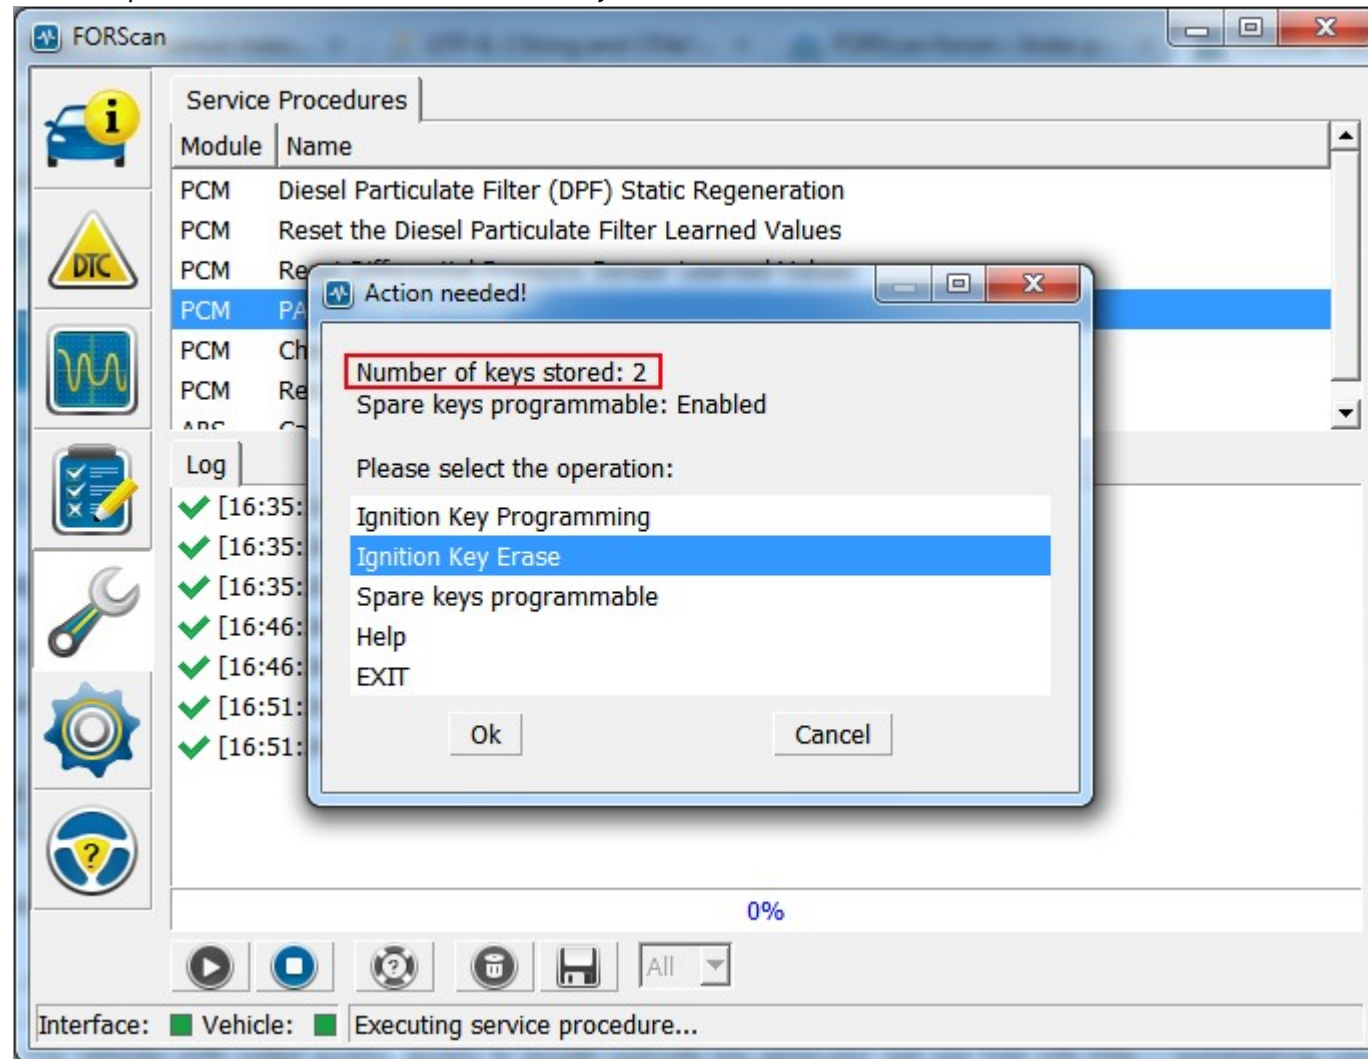 FORScan
Service Procedures
Module Name
PCM Diesel Particulate Filter (DPF) Static Regeneration
PCM Reset the Diesel Particulate Filter Learned Values
PCM
PCM
PCM
PCM
Action needed!
Number of keys stored: 2
Spare keys programmable: Enabled
Please select the operation:
Ignition Key Programming
Ignition Key Erase
Spare keys programmable
Help
EXIT
Ok Cancel
DTC
Log
[16:35:
[16:35:
[16:35:
[16:46:
[16:46:
[16:51:
[16:51:
0%
All
Interface: Vehicle: Executing service procedure...